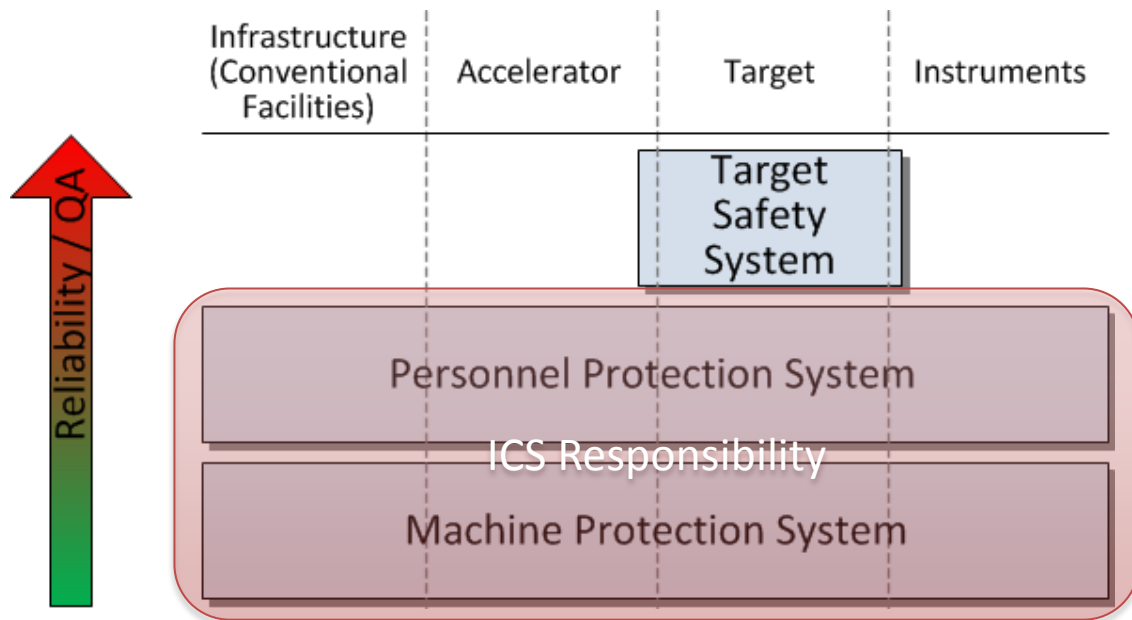 Infrastructure
(Conventional
Facilities)
Accelerator
Target
Instruments
Reliability / QA
Target
Safety
System
Personnel Protection System
ICS Responsibility
Machine Protection System